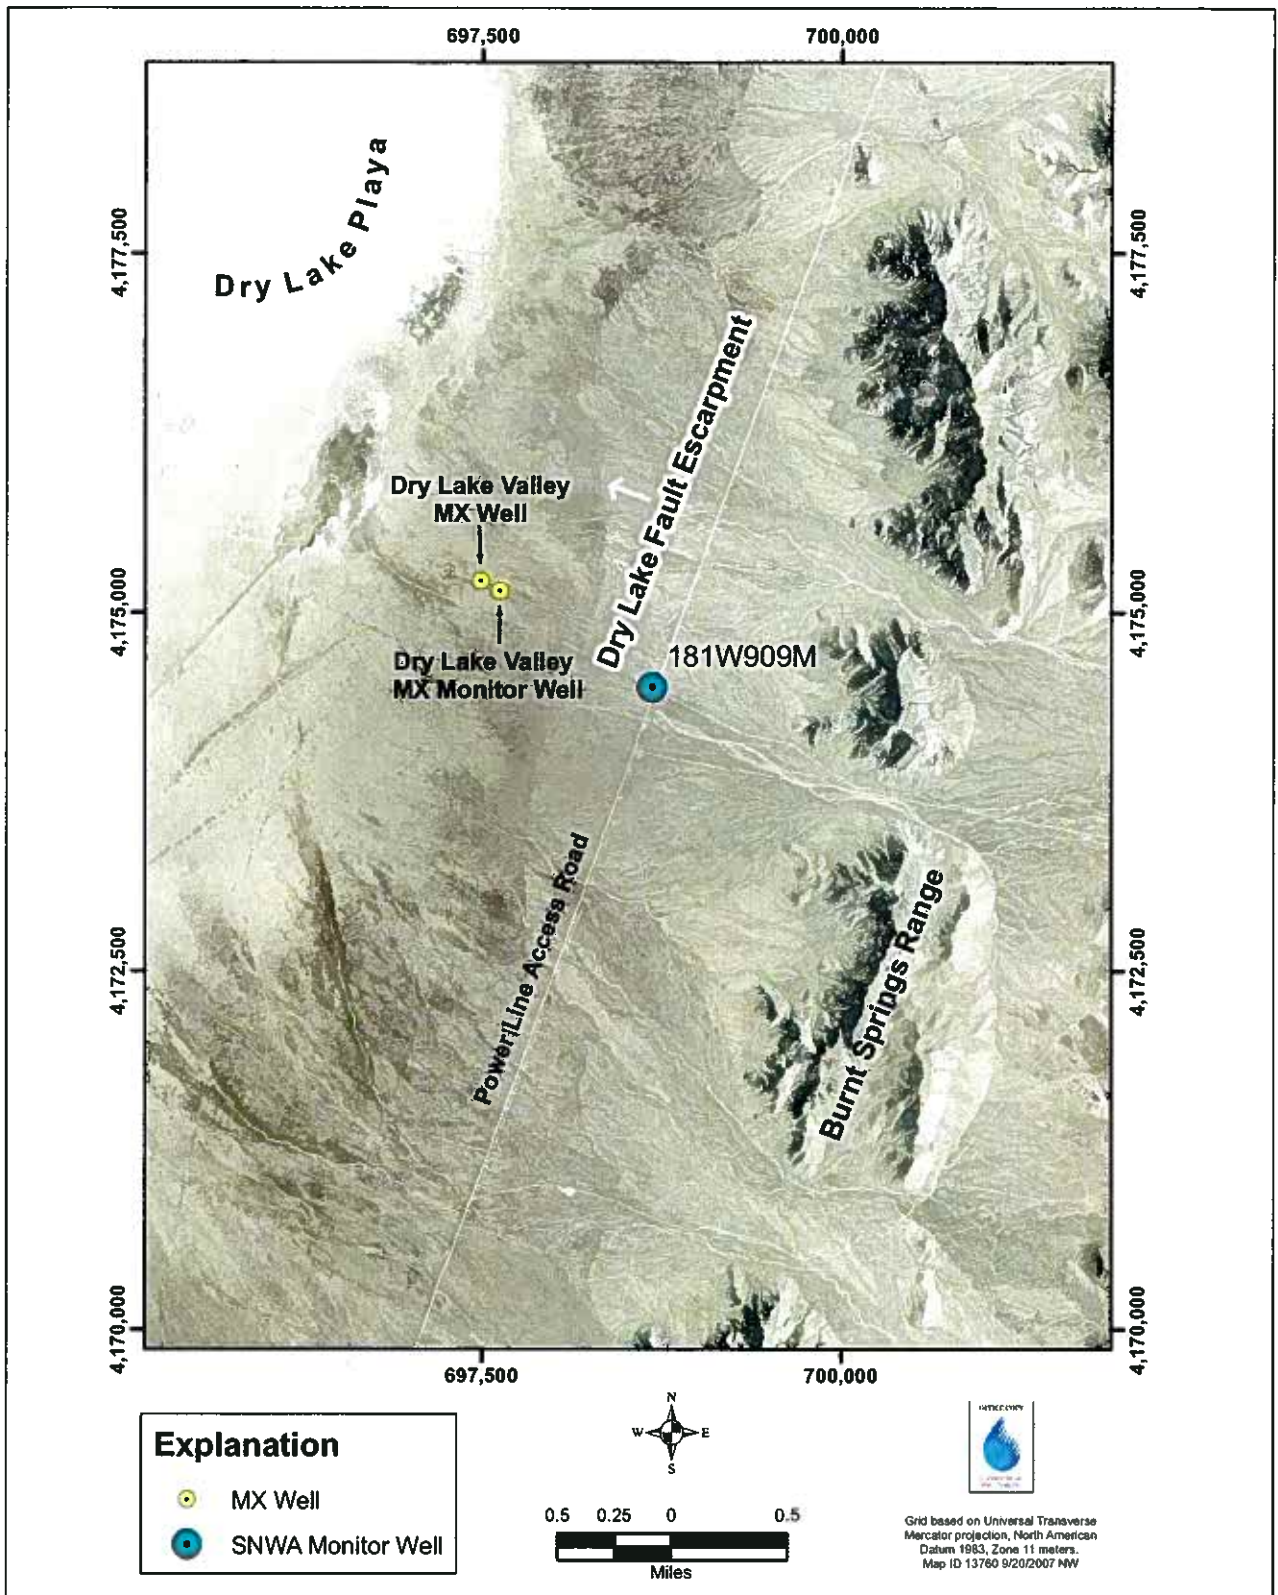 697,500
700,000
Dry Lake Playa
4,177,500
4,177,500
Dry Lake Fault Escarpment
Dry Lake Valley
MX Well
4,175,000
4,175,000
Dry Lake Valley
MX Monitor Well
181W909M
Power Line Access Road
Burnt Springs Range
4,172,500
4,172,500
4,170,000
4,170,000
697,500
700,000
Explanation
MX Well
SNWA Monitor Well
N
W
E
S
0.5 0.25 0 0.5
Miles
Grid based on Universal Transverse
Mercator projection, North American
Datum 1983, Zone 11 meters.
Map ID 13760 9/20/2007 NW